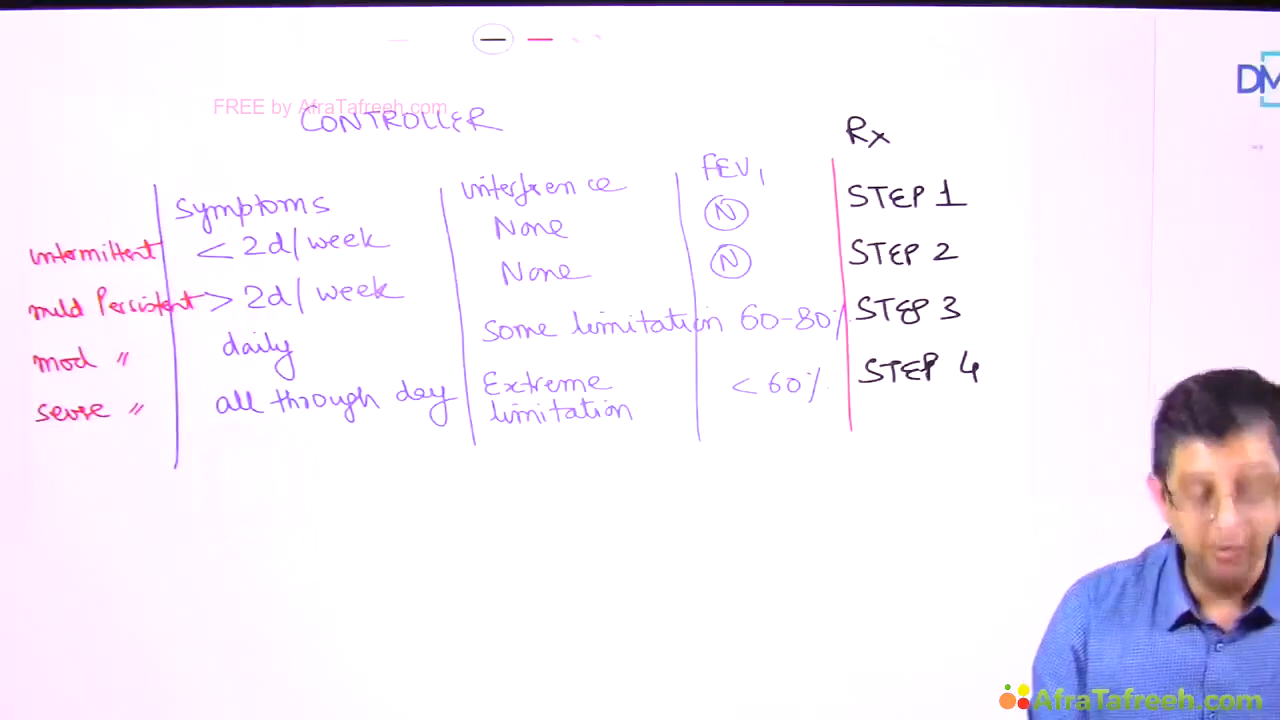 FREE by AfraTafreeh.com
DM
CONTROLLER
Rx
Symptoms interference FEV1
Intermittent < 2d/week None N STEP 1
mild Persistent > 2d/week None N STEP 2
mod " daily Some limitation 60-80% STEP 3
severe " all through day Extreme limitation < 60% STEP 4
AfraTafreeh.com